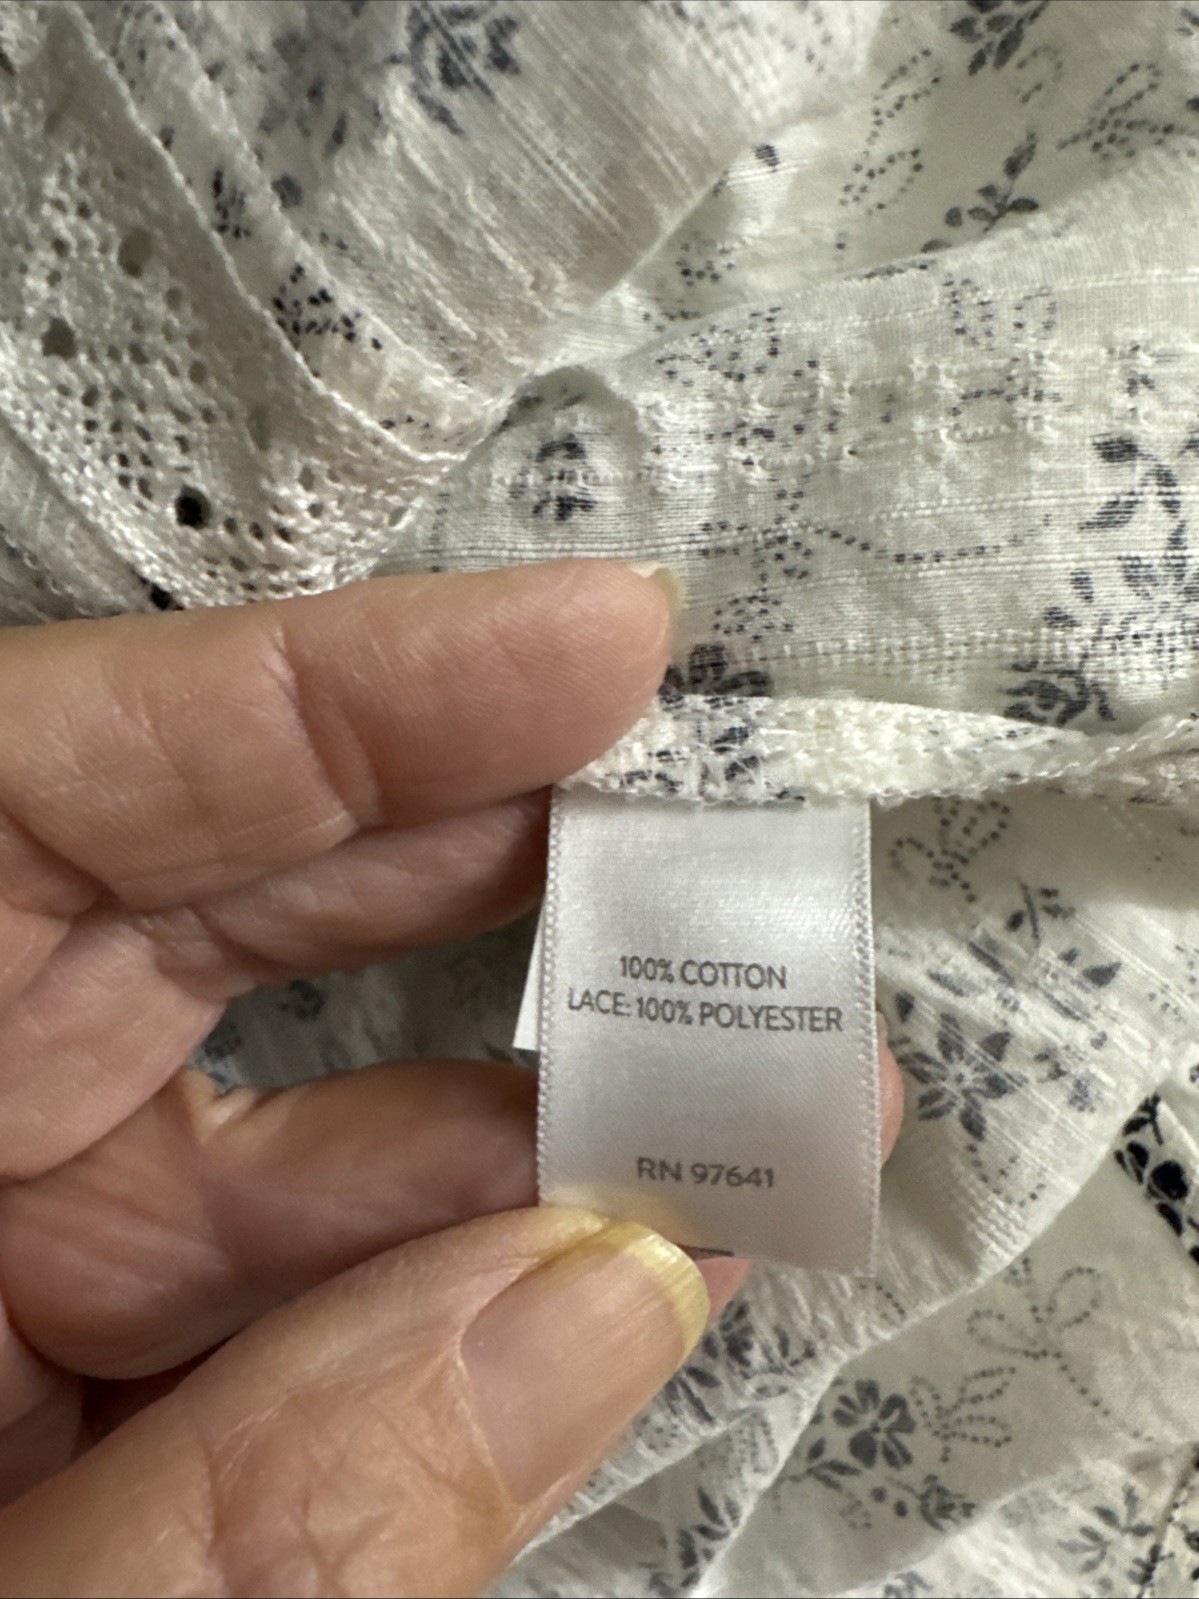 100% COTTON
LACE: 100% POLYESTER
RN 97641